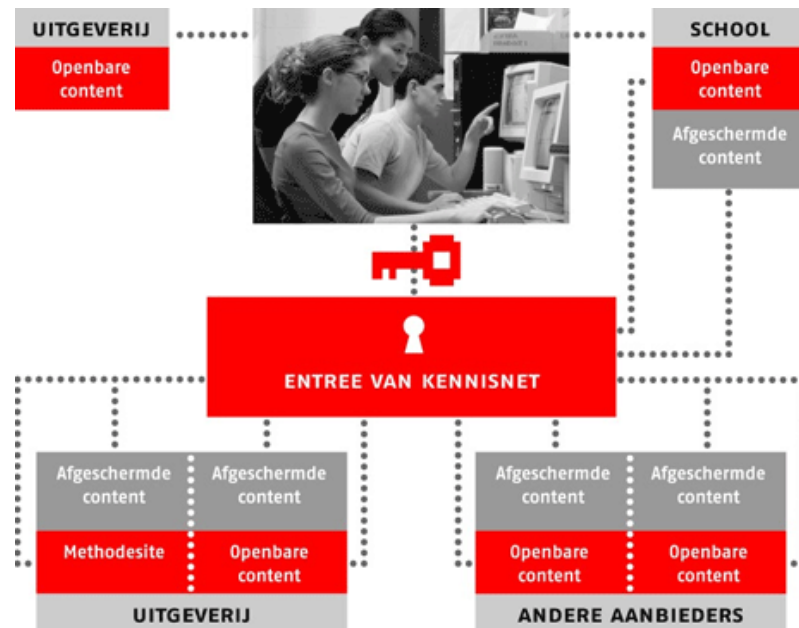 UITGEVERIJ
Openbare
content
SCHOOL
Openbare
content
Afgeschermde
content
ENTREE VAN KENNISNET
Afgeschermde
content
Afgeschermde
content
Methodesite
Openbare
content
UITGEVERIJ
Afgeschermde
content
Afgeschermde
content
Openbare
content
Openbare
content
ANDERE AANBIEDERS